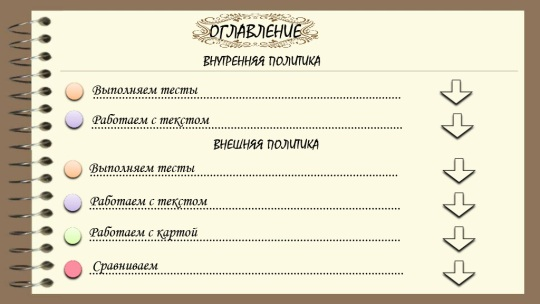 ОГЛАВЛЕНИЕ
ВНУТРЕННЯЯ ПОЛИТИКА
Выполняем тесты
Работаем с текстом
ВНЕШНЯЯ ПОЛИТИКА
Выполняем тесты
Работаем с текстом
Работаем с картой
Сравниваем